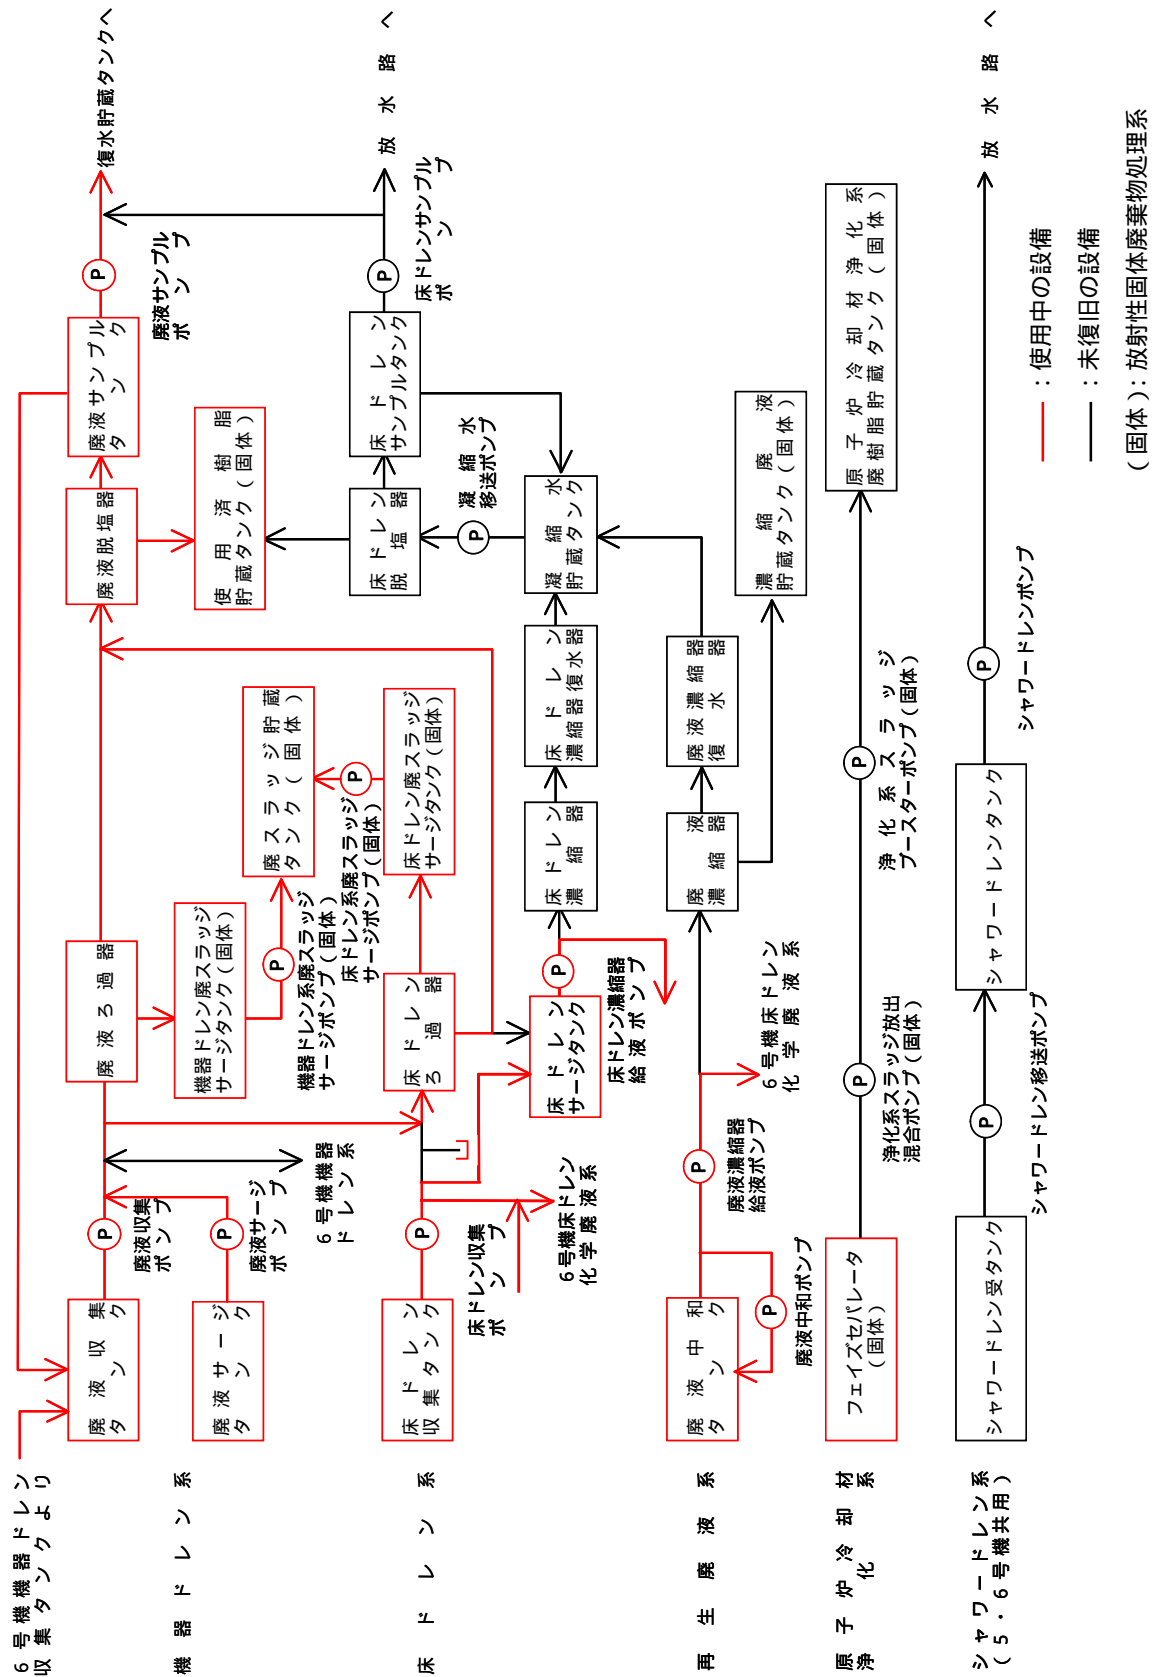 6号機機器ドレン
収集タンクより
機器ドレン系
廃液収集
タンク
P
廃液収集
ポンプ
廃液サージ
タンク
P
廃液サージ
ポンプ
6号機機器
ドレン系
廃液ろ過器
機器ドレン廃スラッジ
サージタンク(固体)
P
機器ドレン系廃スラッジ
サージポンプ(固体)
廃スラッジ貯蔵
タンク(固体)
廃液脱塩器
使用済樹脂
貯蔵タンク(固体)
廃液サンプル
タンク
P
廃液サンプル
ポンプ
復水貯蔵タンクへ
床ドレン系
床ドレン
収集タンク
P
床ドレン収集
ポンプ
6号機床ドレン
化学廃液系
床ドレン
ろ過器
床ドレン廃スラッジ
サージタンク(固体)
P
床ドレン系廃スラッジ
サージポンプ(固体)
床ドレン
サージタンク
P
床ドレン濃縮器
給液ポンプ
床ドレン
濃縮器
床ドレン
濃縮器復水器
凝縮水
貯蔵タンク
P
凝縮水
移送ポンプ
床ドレン
脱塩器
床ドレン
サンプルタンク
P
床ドレンサンプル
ポンプ
放水路へ
再生廃液系
廃液中和
タンク
P
廃液中和ポンプ
P
廃液濃縮器
給液ポンプ
6号機床ドレン
化学廃液系
廃液
濃縮器
廃液濃縮器
復水器
濃縮廃液
貯蔵タンク(固体)
原子炉冷却材
浄化系
フェイズセパレータ
(固体)
P
浄化系スラッジ放出
混合ポンプ(固体)
P
浄化系スラッジ
ブースターポンプ(固体)
原子炉冷却材浄化系
廃樹脂貯蔵タンク(固体)
シャワードレン系
(5・6号機共用)
シャワードレン受タンク
P
シャワードレン移送ポンプ
シャワードレンタンク
P
シャワードレンポンプ
放水路へ
:使用中の設備
:未復旧の設備
(固体):放射性固体廃棄物処理系